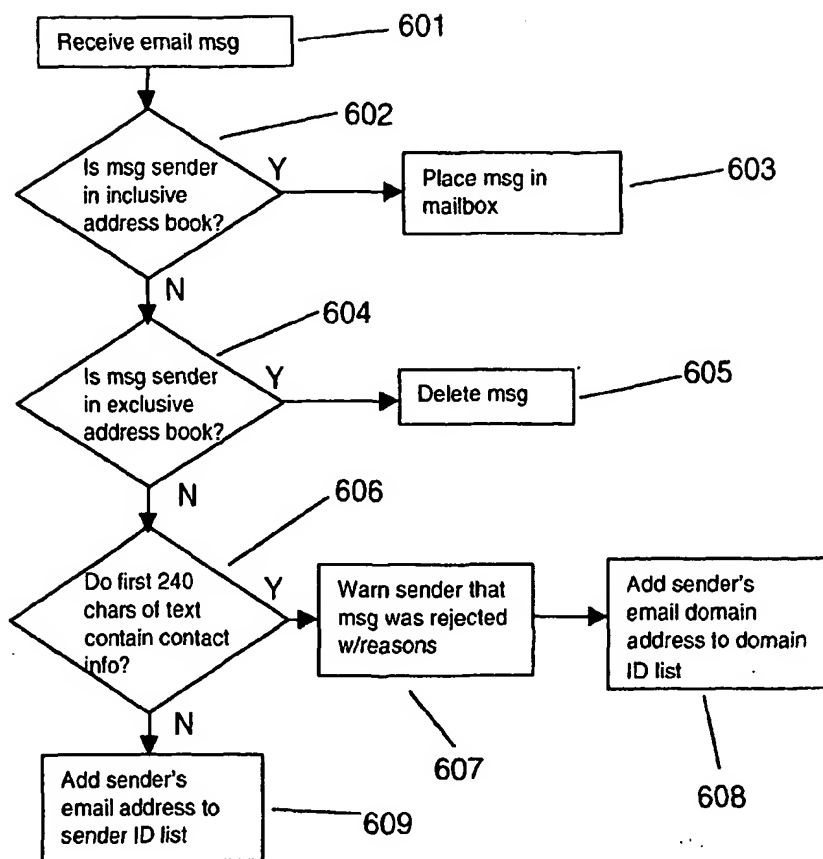 Receive email msg
601
602
Is msg sender
in inclusive
address book?
Y
Place msg in
mailbox
603
N
604
Is msg sender
in exclusive
address book?
Y
Delete msg
605
N
606
Do first 240
chars of text
contain contact
info?
Y
Warn sender that
msg was rejected
w/reasons
607
Add sender's
email domain
address to domain
ID list
608
N
Add sender's
email address to
sender ID list
609